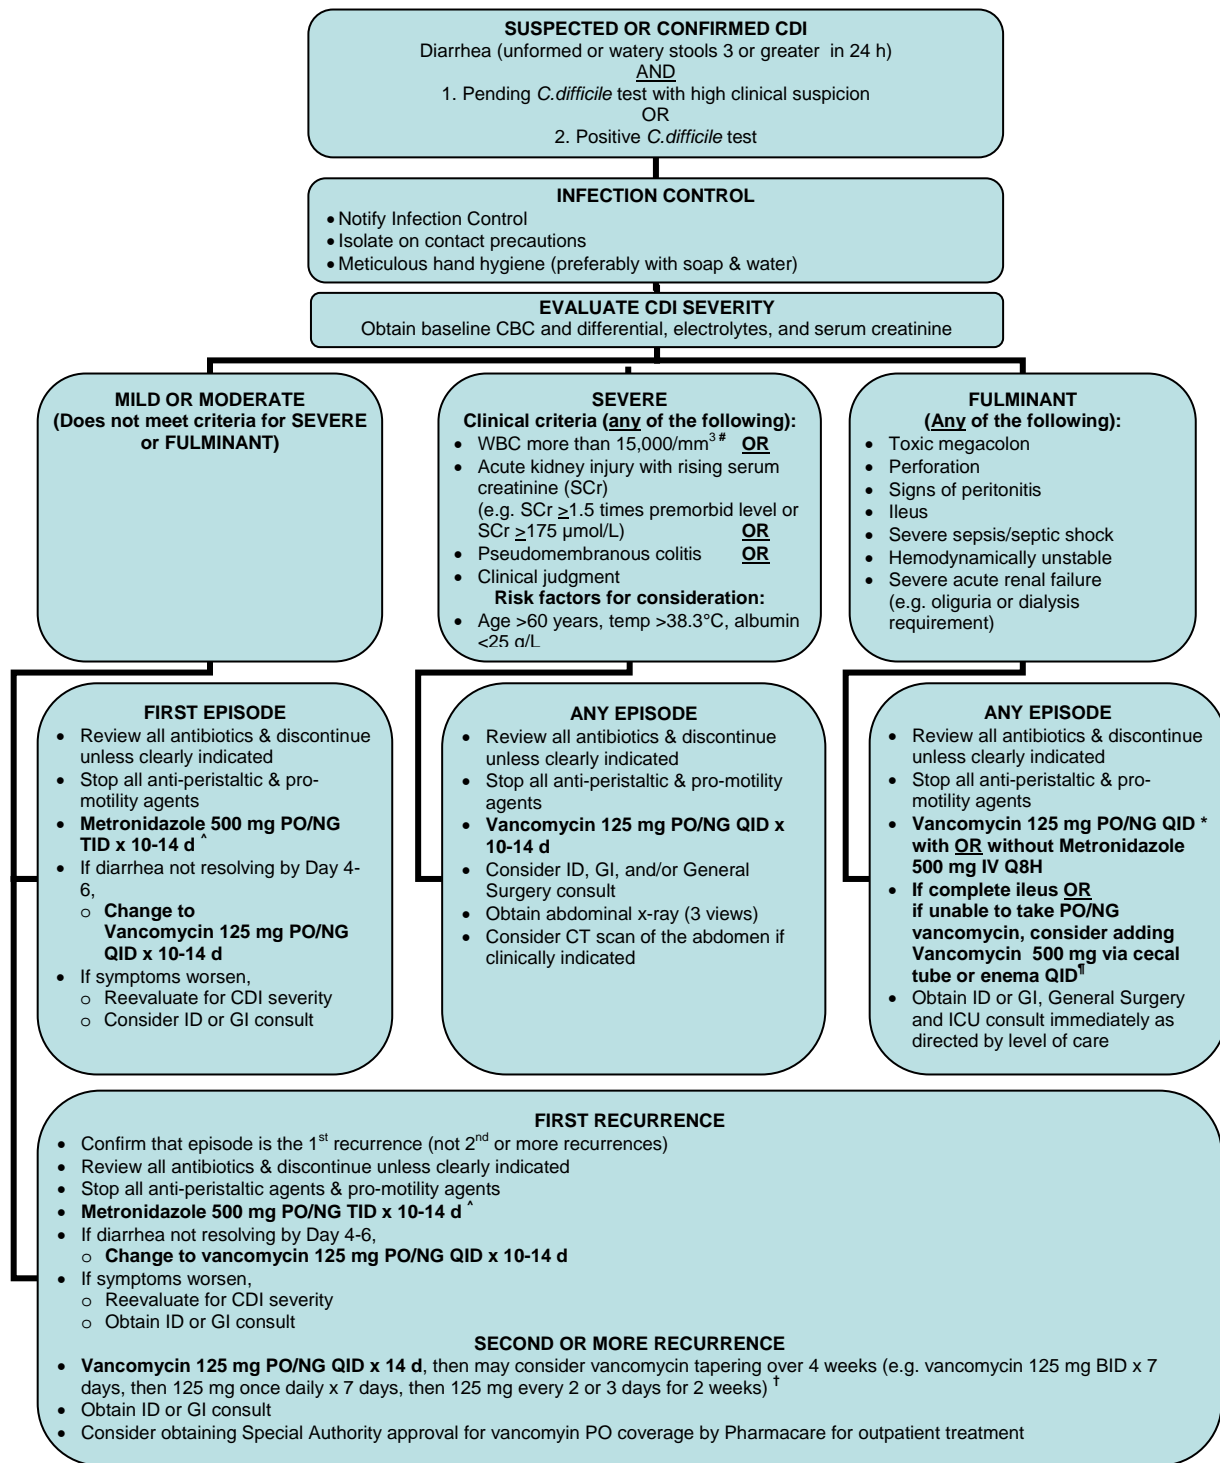 SUSPECTED OR CONFIRMED CDI
Diarrhea (unformed or watery stools 3 or greater in 24 h)
AND
1. Pending C.difficile test with high clinical suspicion
OR
2. Positive C.difficile test
INFECTION CONTROL
• Notify Infection Control
• Isolate on contact precautions
• Meticulous hand hygiene (preferably with soap & water)
EVALUATE CDI SEVERITY
Obtain baseline CBC and differential, electrolytes, and serum creatinine
MILD OR MODERATE
(Does not meet criteria for SEVERE
or FULMINANT)
SEVERE
Clinical criteria (any of the following):
• WBC more than 15,000/mm³ # OR
• Acute kidney injury with rising serum
creatinine (SCr)
(e.g. SCr ≥1.5 times premorbid level or
SCr ≥175 µmol/L) OR
• Pseudomembranous colitis OR
• Clinical judgment
Risk factors for consideration:
• Age >60 years, temp >38.3°C, albumin
<25 g/L
FULMINANT
(Any of the following):
• Toxic megacolon
• Perforation
• Signs of peritonitis
• Ileus
• Severe sepsis/septic shock
• Hemodynamically unstable
• Severe acute renal failure
(e.g. oliguria or dialysis
requirement)
FIRST EPISODE
• Review all antibiotics & discontinue
unless clearly indicated
• Stop all anti-peristaltic & pro-
motility agents
• Metronidazole 500 mg PO/NG
TID x 10-14 d ^
• If diarrhea not resolving by Day 4-
6,
o Change to
Vancomycin 125 mg PO/NG
QID x 10-14 d
• If symptoms worsen,
o Reevaluate for CDI severity
o Consider ID or GI consult
ANY EPISODE
• Review all antibiotics & discontinue
unless clearly indicated
• Stop all anti-peristaltic & pro-motility
agents
• Vancomycin 125 mg PO/NG QID x
10-14 d
• Consider ID, GI, and/or General
Surgery consult
• Obtain abdominal x-ray (3 views)
• Consider CT scan of the abdomen if
clinically indicated
ANY EPISODE
• Review all antibiotics & discontinue
unless clearly indicated
• Stop all anti-peristaltic & pro-
motility agents
• Vancomycin 125 mg PO/NG QID *
with OR without Metronidazole
500 mg IV Q8H
• If complete ileus OR
if unable to take PO/NG
vancomycin, consider adding
Vancomycin 500 mg via cecal
tube or enema QID¶
• Obtain ID or GI, General Surgery
and ICU consult immediately as
directed by level of care
FIRST RECURRENCE
• Confirm that episode is the 1st recurrence (not 2nd or more recurrences)
• Review all antibiotics & discontinue unless clearly indicated
• Stop all anti-peristaltic agents & pro-motility agents
• Metronidazole 500 mg PO/NG TID x 10-14 d ^
• If diarrhea not resolving by Day 4-6,
o Change to vancomycin 125 mg PO/NG QID x 10-14 d
• If symptoms worsen,
o Reevaluate for CDI severity
o Obtain ID or GI consult
SECOND OR MORE RECURRENCE
• Vancomycin 125 mg PO/NG QID x 14 d, then may consider vancomycin tapering over 4 weeks (e.g. vancomycin 125 mg BID x 7
days, then 125 mg once daily x 7 days, then 125 mg every 2 or 3 days for 2 weeks) †
• Obtain ID or GI consult
• Consider obtaining Special Authority approval for vancomyin PO coverage by Pharmacare for outpatient treatment